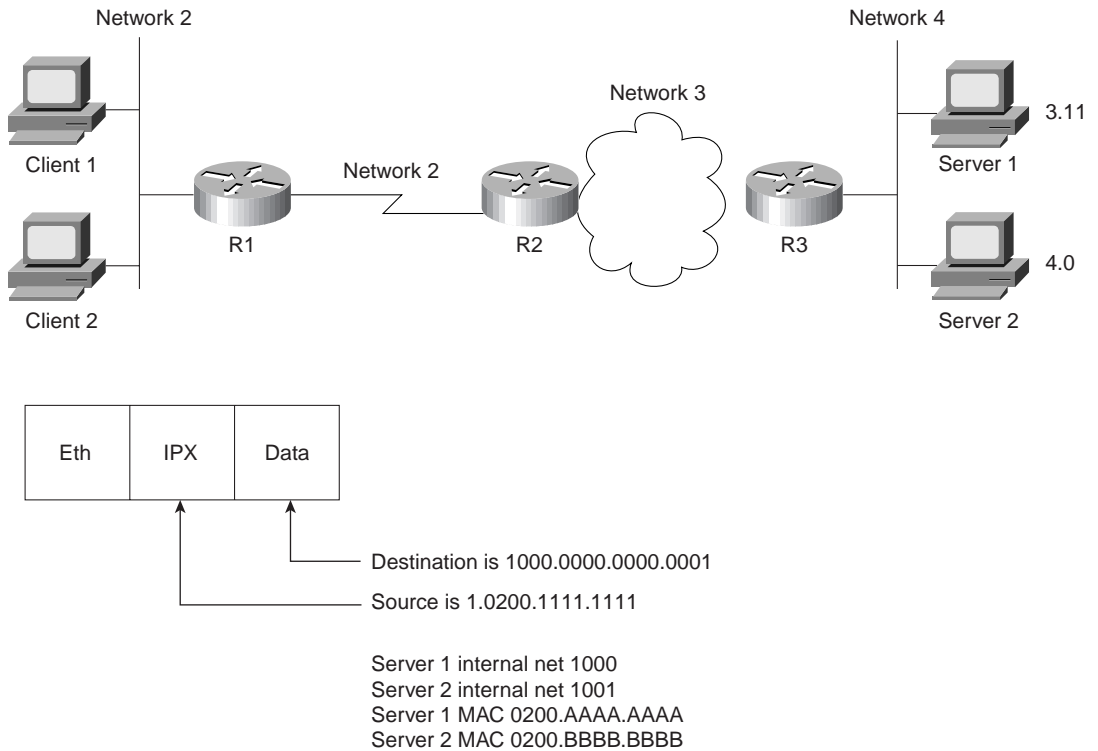 Network 2
Network 4
Network 3
3.11
Client 1
Server 1
Network 2
R1
R2
R3
4.0
Client 2
Server 2
Eth
IPX
Data
Destination is 1000.0000.0000.0001
Source is 1.0200.1111.1111
Server 1 internal net 1000
Server 2 internal net 1001
Server 1 MAC 0200.AAAA.AAAA
Server 2 MAC 0200.BBBB.BBBB